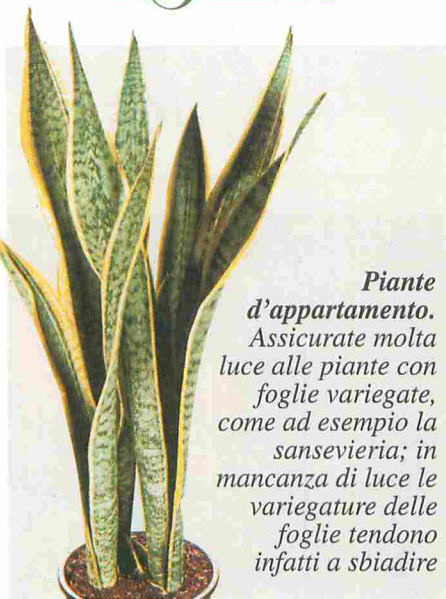 Piante
d'appartamento.
Assicurate molta
luce alle piante con
foglie variegate,
come ad esempio la
sansevieria; in
mancanza di luce le
variegature delle
foglie tendono
infatti a sbiadire